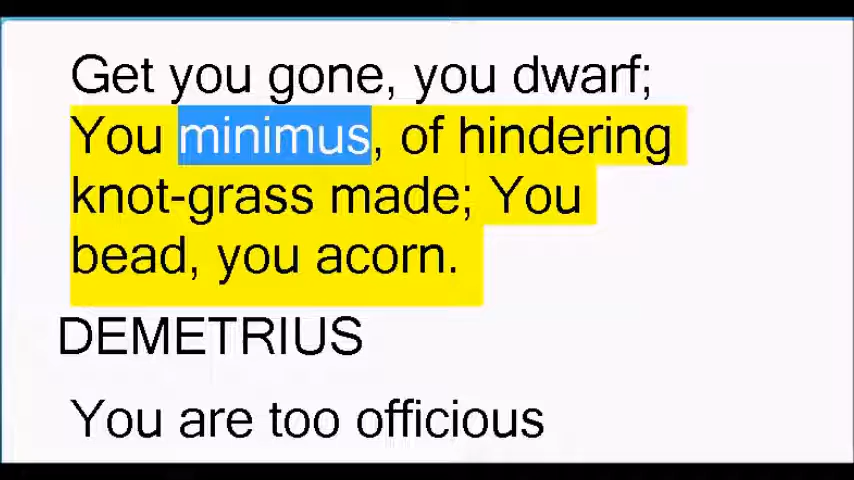 Get you gone, you dwarf;
You minimus, of hindering
knot-grass made; You
bead, you acorn.
DEMETRIUS
You are too officious